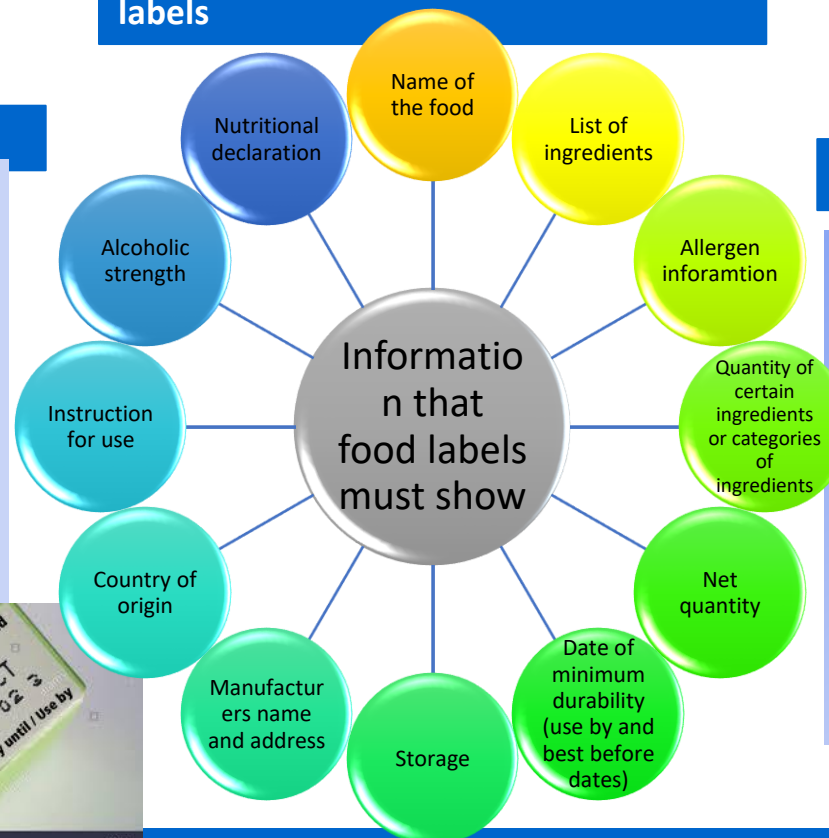 labels
Name of
the food
List of
ingredients
Allergen
inforamtion
Quantity of
certain
ingredients
or categories
of
ingredients
Net
quantity
Date of
minimum
durability
(use by and
best before
dates)
Storage
Manufactur
ers name
and address
Country of
origin
Instruction
for use
Alcoholic
strength
Nutritional
declaration
Informatio
n that
food labels
must show
until / Use by